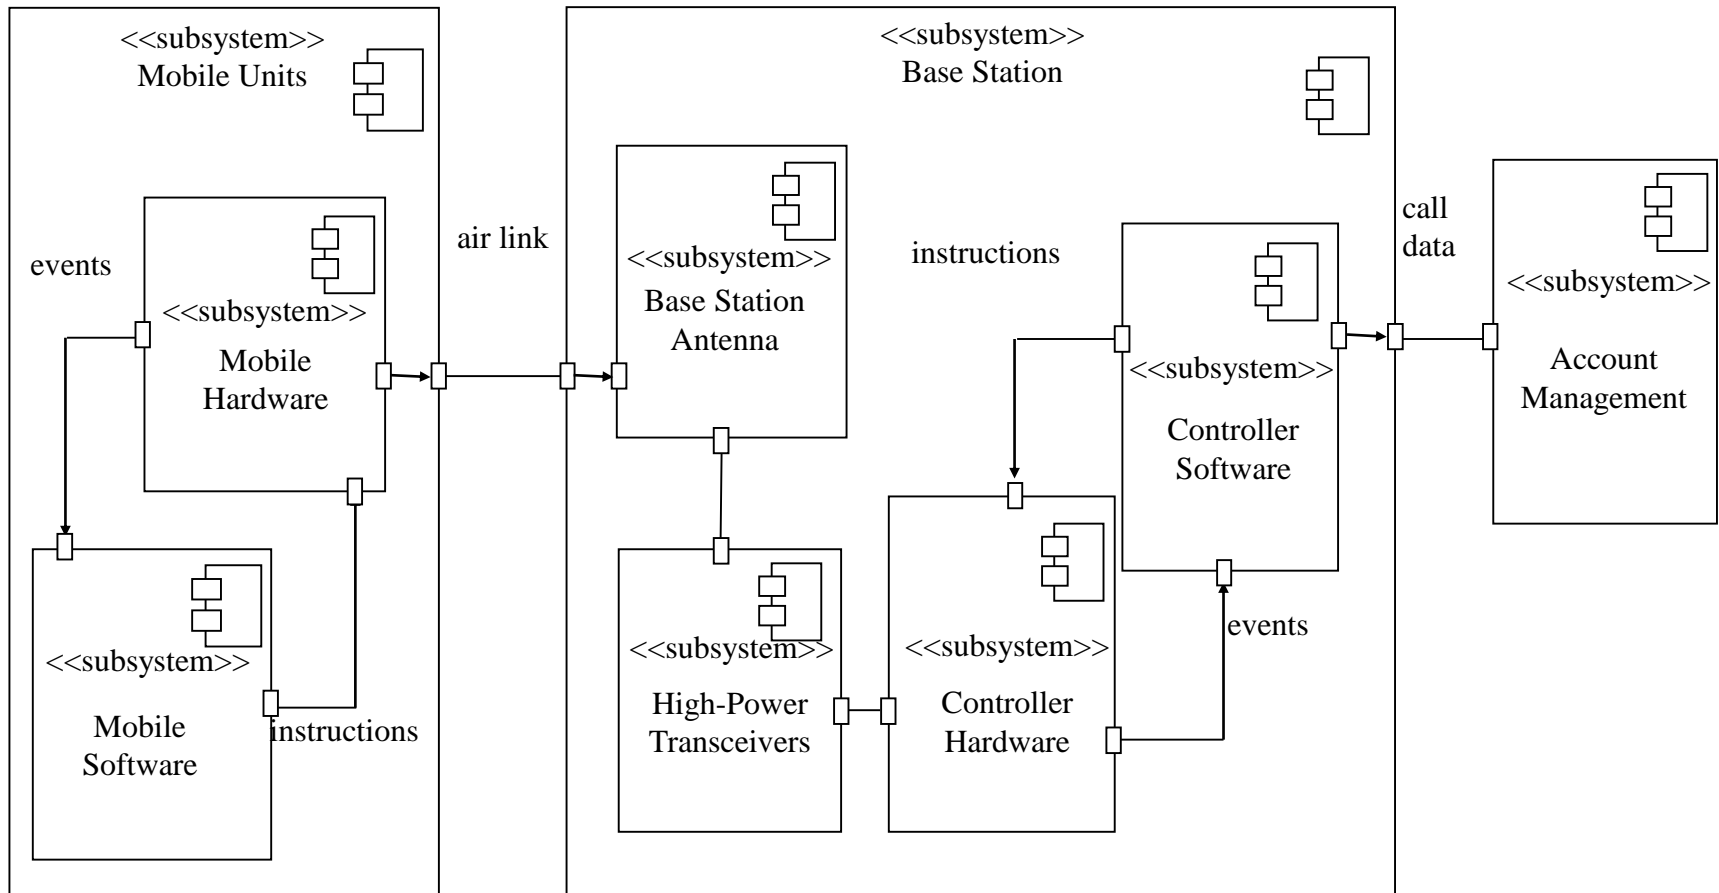 <<subsystem>>
Mobile Units
events
<<subsystem>>
Mobile
Hardware
<<subsystem>>
Mobile
Software
instructions
air link
<<subsystem>>
Base Station
<<subsystem>>
Base Station
Antenna
<<subsystem>>
High-Power
Transceivers
instructions
<<subsystem>>
Controller
Hardware
<<subsystem>>
Controller
Software
events
call
data
<<subsystem>>
Account
Management